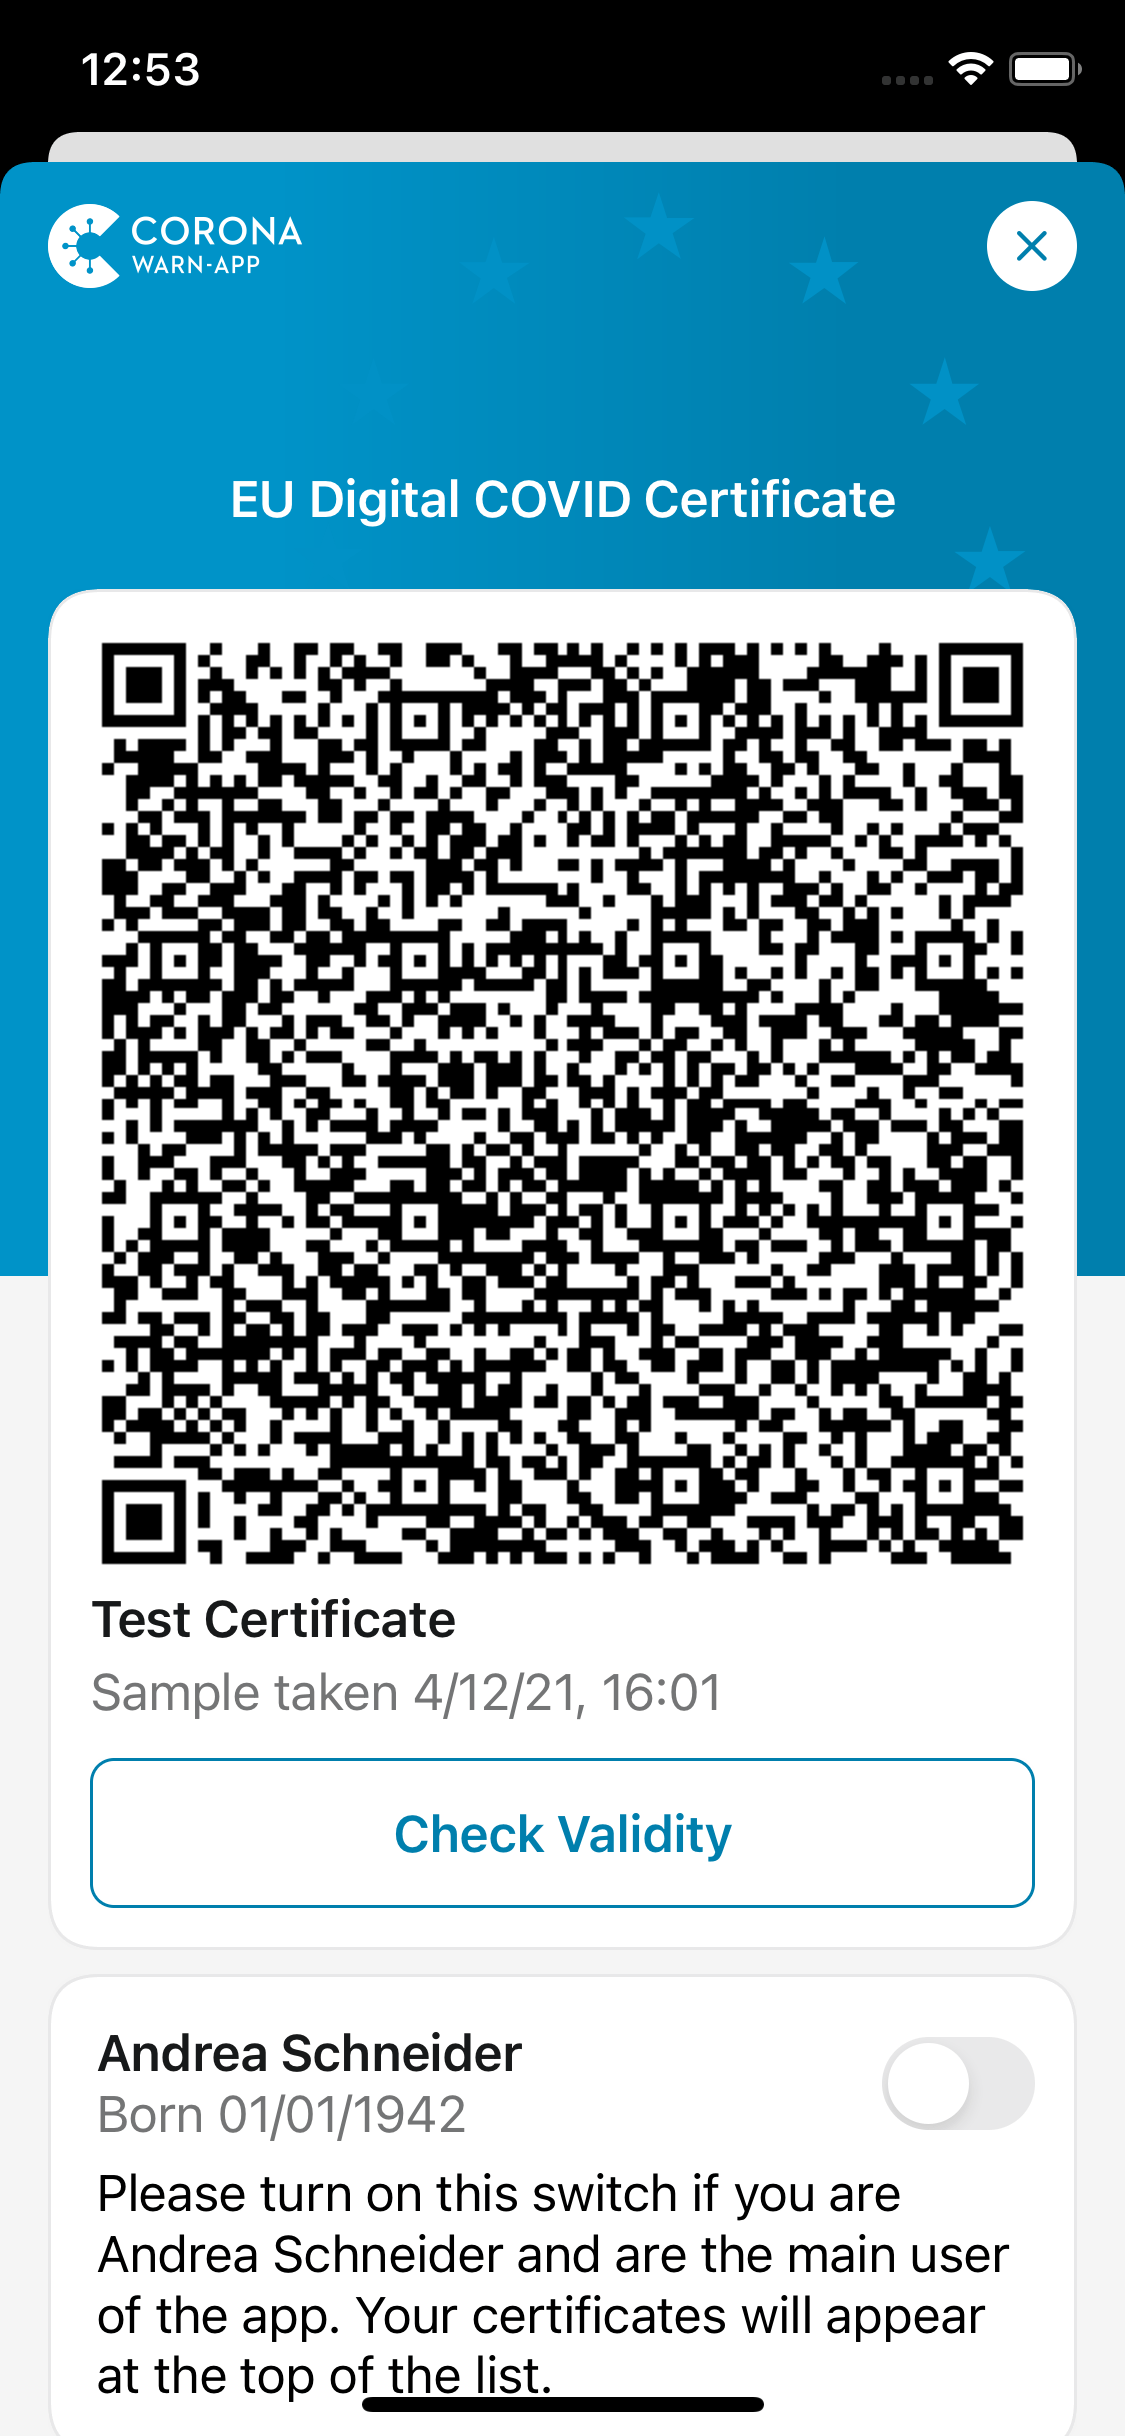 12:53
CORONA
WARN-APP
EU Digital COVID Certificate
Test Certificate
Sample taken 4/12/21, 16:01
Check Validity
Andrea Schneider
Born 01/01/1942
Please turn on this switch if you are
Andrea Schneider and are the main user
of the app. Your certificates will appear
at the top of the list.